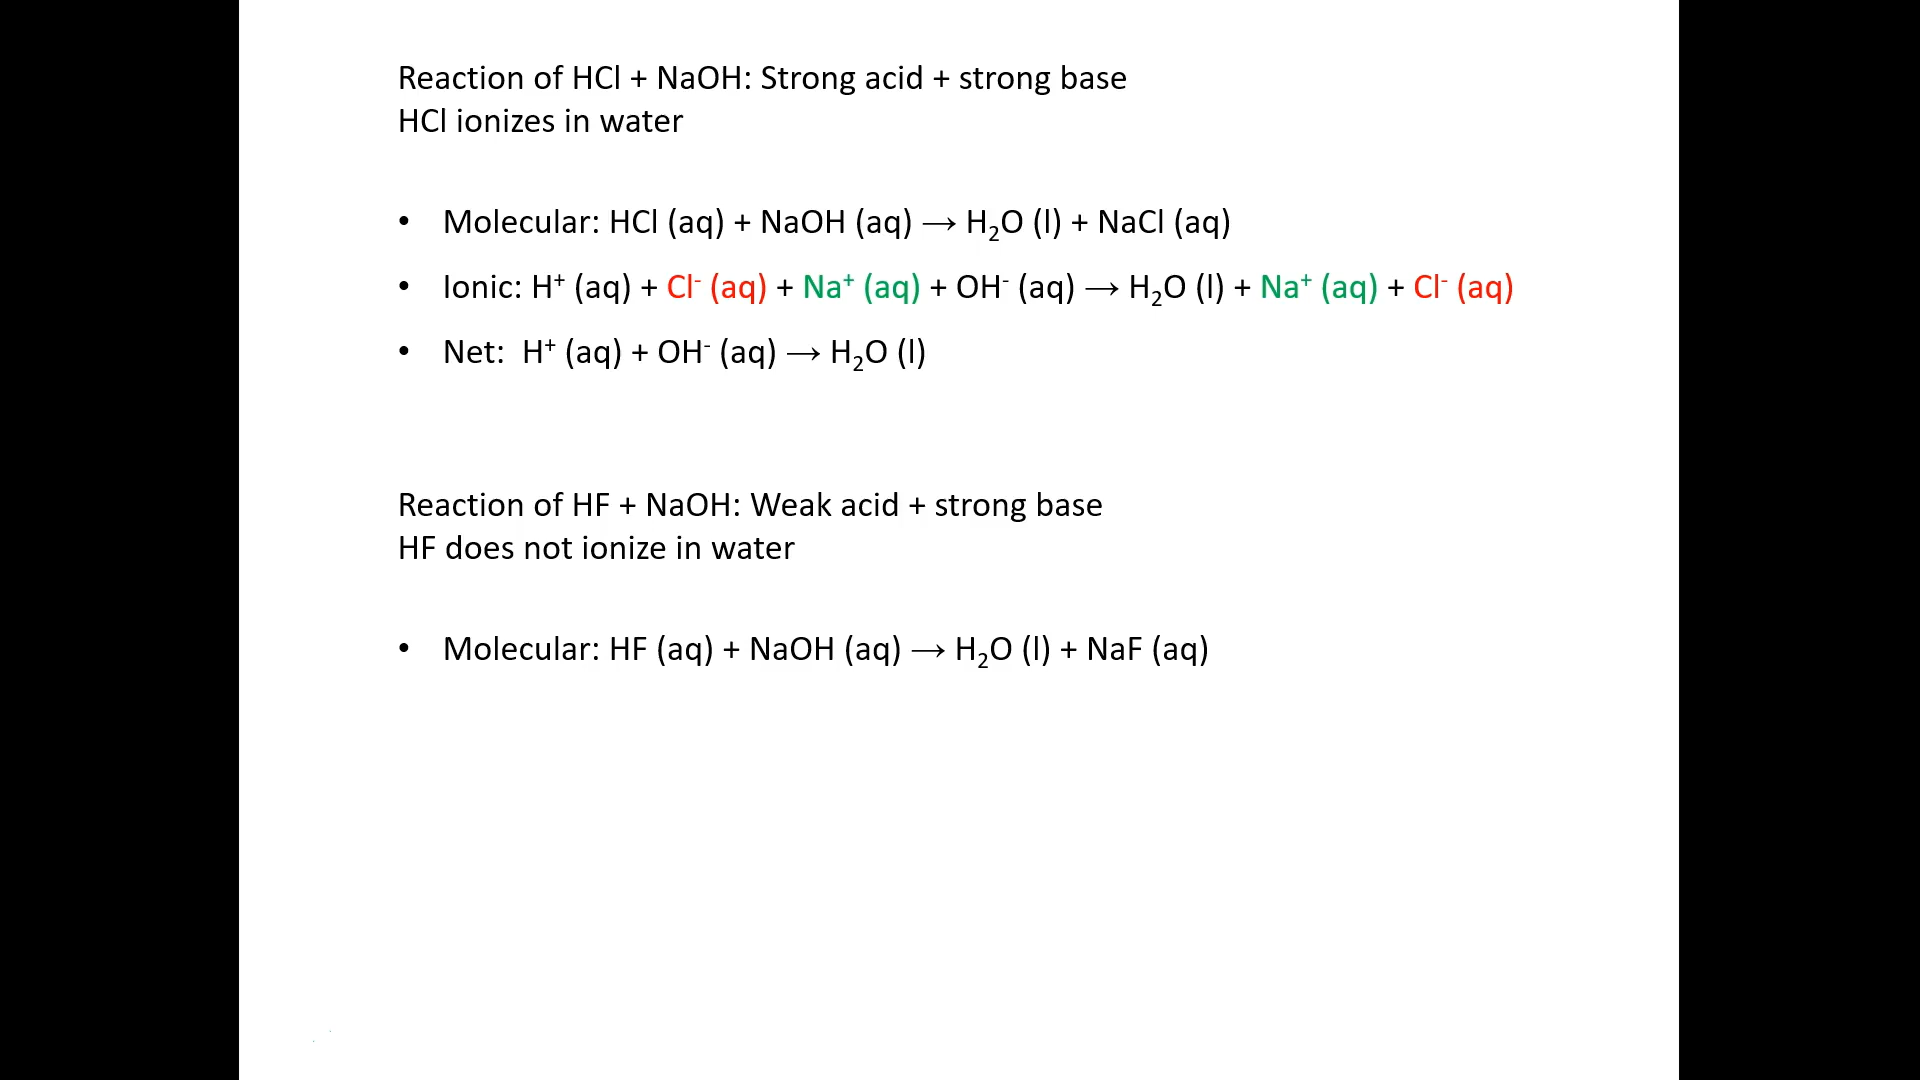 Reaction of HCl + NaOH: Strong acid + strong base
HCl ionizes in water
• Molecular: HCl (aq) + NaOH (aq) → H₂O (l) + NaCl (aq)
• Ionic: H⁺ (aq) + Cl⁻ (aq) + Na⁺ (aq) + OH⁻ (aq) → H₂O (l) + Na⁺ (aq) + Cl⁻ (aq)
• Net: H⁺ (aq) + OH⁻ (aq) → H₂O (l)
Reaction of HF + NaOH: Weak acid + strong base
HF does not ionize in water
• Molecular: HF (aq) + NaOH (aq) → H₂O (l) + NaF (aq)